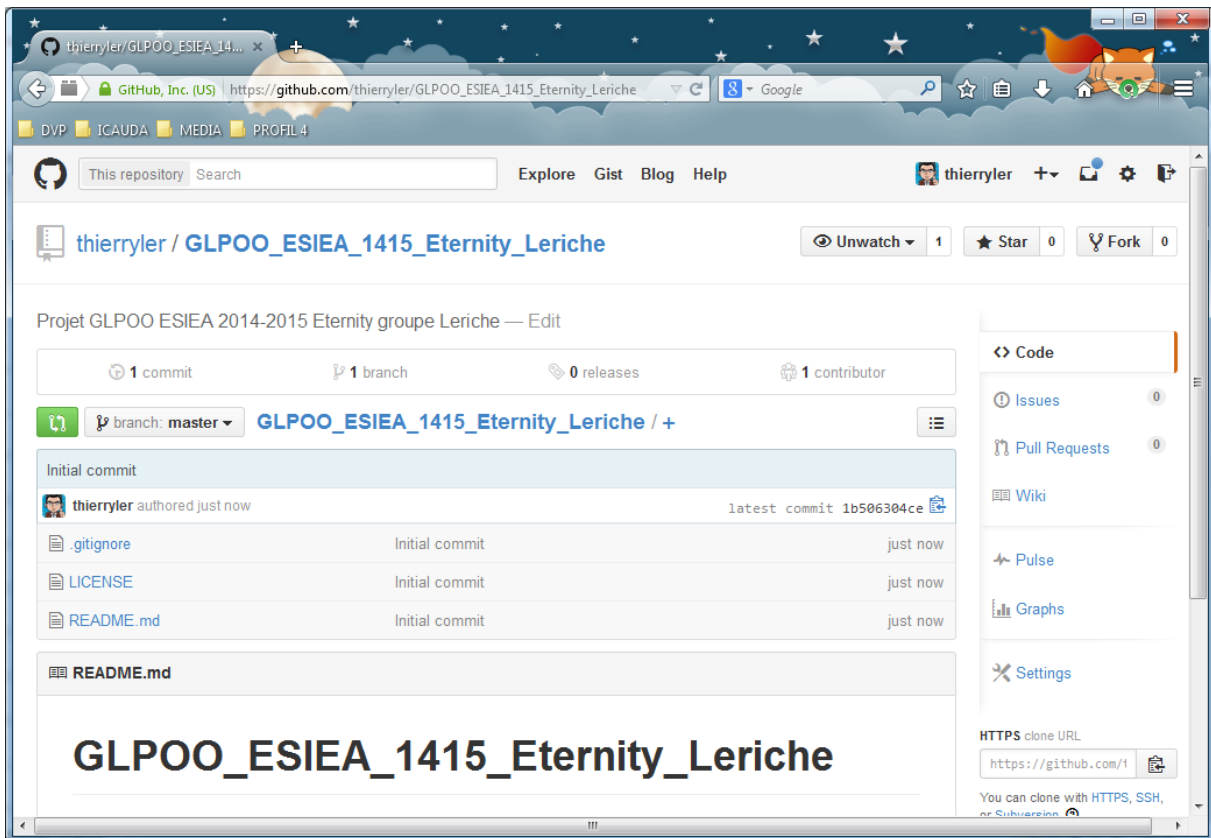 thierryler/GLPOO_ESIEA_14... × +
GitHub, Inc. (US) https://github.com/thierryler/GLPOO_ESIEA_1415_Eternity_Leriche Google
DVP ICAUDA MEDIA PROFIL 4
This repository Search Explore Gist Blog Help thierryler
thierryler / GLPOO_ESIEA_1415_Eternity_Leriche Unwatch 1 Star 0 Fork 0
Projet GLPOO ESIEA 2014-2015 Eternity groupe Leriche — Edit
1 commit 1 branch 0 releases 1 contributor
branch: master GLPOO_ESIEA_1415_Eternity_Leriche / +
Initial commit
thierryler authored just now latest commit 1b506304ce
.gitignore Initial commit just now
LICENSE Initial commit just now
README.md Initial commit just now
README.md
GLPOO_ESIEA_1415_Eternity_Leriche
Code
Issues 0
Pull Requests 0
Wiki
Pulse
Graphs
Settings
HTTPS clone URL
https://github.com/t
You can clone with HTTPS, SSH,
or Subversion.